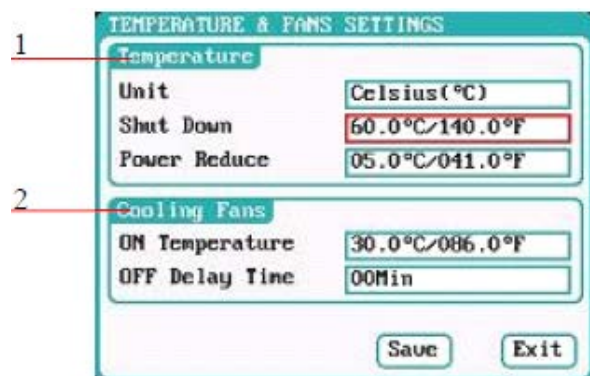 TEMPERATURE & FANS SETTINGS
1
Temperature
Unit Celsius(°C)
Shut Down 60.0°C/140.0°F
Power Reduce 05.0°C/041.0°F
2
Cooling Fans
ON Temperature 30.0°C/086.0°F
OFF Delay Time 00Min
Save Exit